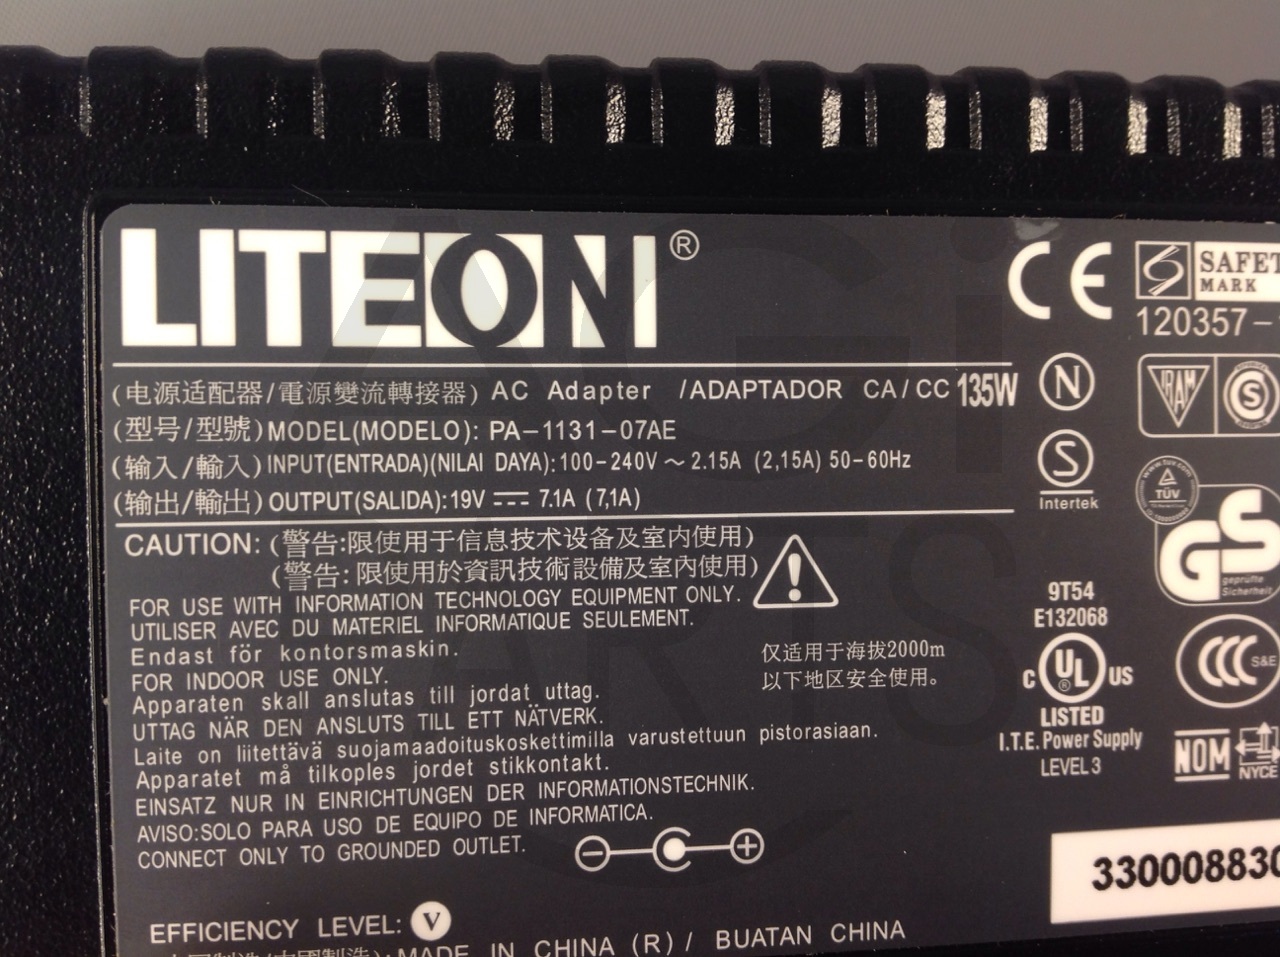 LITEON®
(电源适配器/電源變流轉接器) AC Adapter /ADAPTADOR CA/CC 135W
(型号/型號) MODEL(MODELO): PA-1131-07AE
(输入/輸入) INPUT(ENTRADA)(NILAI DAYA):100-240V ~ 2.15A (2,15A) 50-60Hz
(输出/輸出) OUTPUT(SALIDA):19V ⎓ 7.1A (7,1A)
CAUTION: (警告:限使用于信息技术设备及室内使用)
(警告: 限使用於資訊技術設備及室內使用)
FOR USE WITH INFORMATION TECHNOLOGY EQUIPMENT ONLY.
UTILISER AVEC DU MATERIEL INFORMATIQUE SEULEMENT.
Endast för kontorsmaskin.
FOR INDOOR USE ONLY.
Apparaten skall anslutas till jordat uttag.
UTTAG NÄR DEN ANSLUTS TILL ETT NÄTVERK.
Laite on liitettävä suojamaadoituskoskettimilla varustettuun pistorasiaan.
Apparatet må tilkoples jordet stikkontakt.
EINSATZ NUR IN EINRICHTUNGEN DER INFORMATIONSTECHNIK.
AVISO:SOLO PARA USO DE EQUIPO DE INFORMATICA.
CONNECT ONLY TO GROUNDED OUTLET.
EFFICIENCY LEVEL: V
MADE IN CHINA (R) / BUATAN CHINA
仅适用于海拔2000m
以下地区安全使用。
CE
SAFET
MARK
120357-
N
IRAM
S
S
Intertek
www.tuv.com
TÜV
GS
geprüfte
Sicherheit
9T54
E132068
C UL ® US
LISTED
I.T.E. Power Supply
LEVEL 3
CCC S&E
NOM
NYCE
33000883
AGi
PARTS